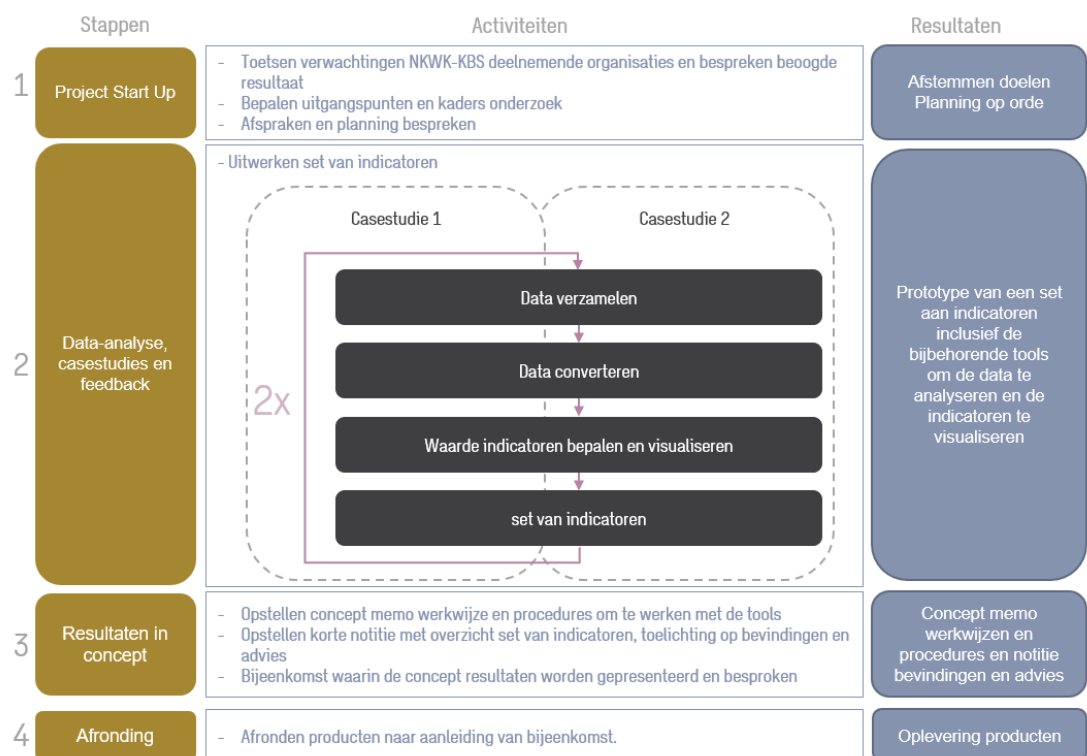 Stappen
Activiteiten
Resultaten
1
Project Start Up
- Toetsen verwachtingen NKWK-KBS deelnemende organisaties en bespreken beoogde
resultaat
- Bepalen uitgangspunten en kaders onderzoek
- Afspraken en planning bespreken
Afstemmen doelen
Planning op orde
2
Data-analyse,
casestudies en
feedback
- Uitwerken set van indicatoren
Casestudie 1
Casestudie 2
2x
Data verzamelen
Data converteren
Waarde indicatoren bepalen en visualiseren
set van indicatoren
Prototype van een set
aan indicatoren
inclusief de
bijbehorende tools
om de data te
analyseren en de
indicatoren te
visualiseren
3
Resultaten in
concept
- Opstellen concept memo werkwijze en procedures om te werken met de tools
- Opstellen korte notitie met overzicht set van indicatoren, toelichting op bevindingen en
advies
- Bijeenkomst waarin de concept resultaten worden gepresenteerd en besproken
Concept memo
werkwijzen en
procedures en notitie
bevindingen en advies
4
Afronding
- Afronden producten naar aanleiding van bijeenkomst.
Oplevering producten